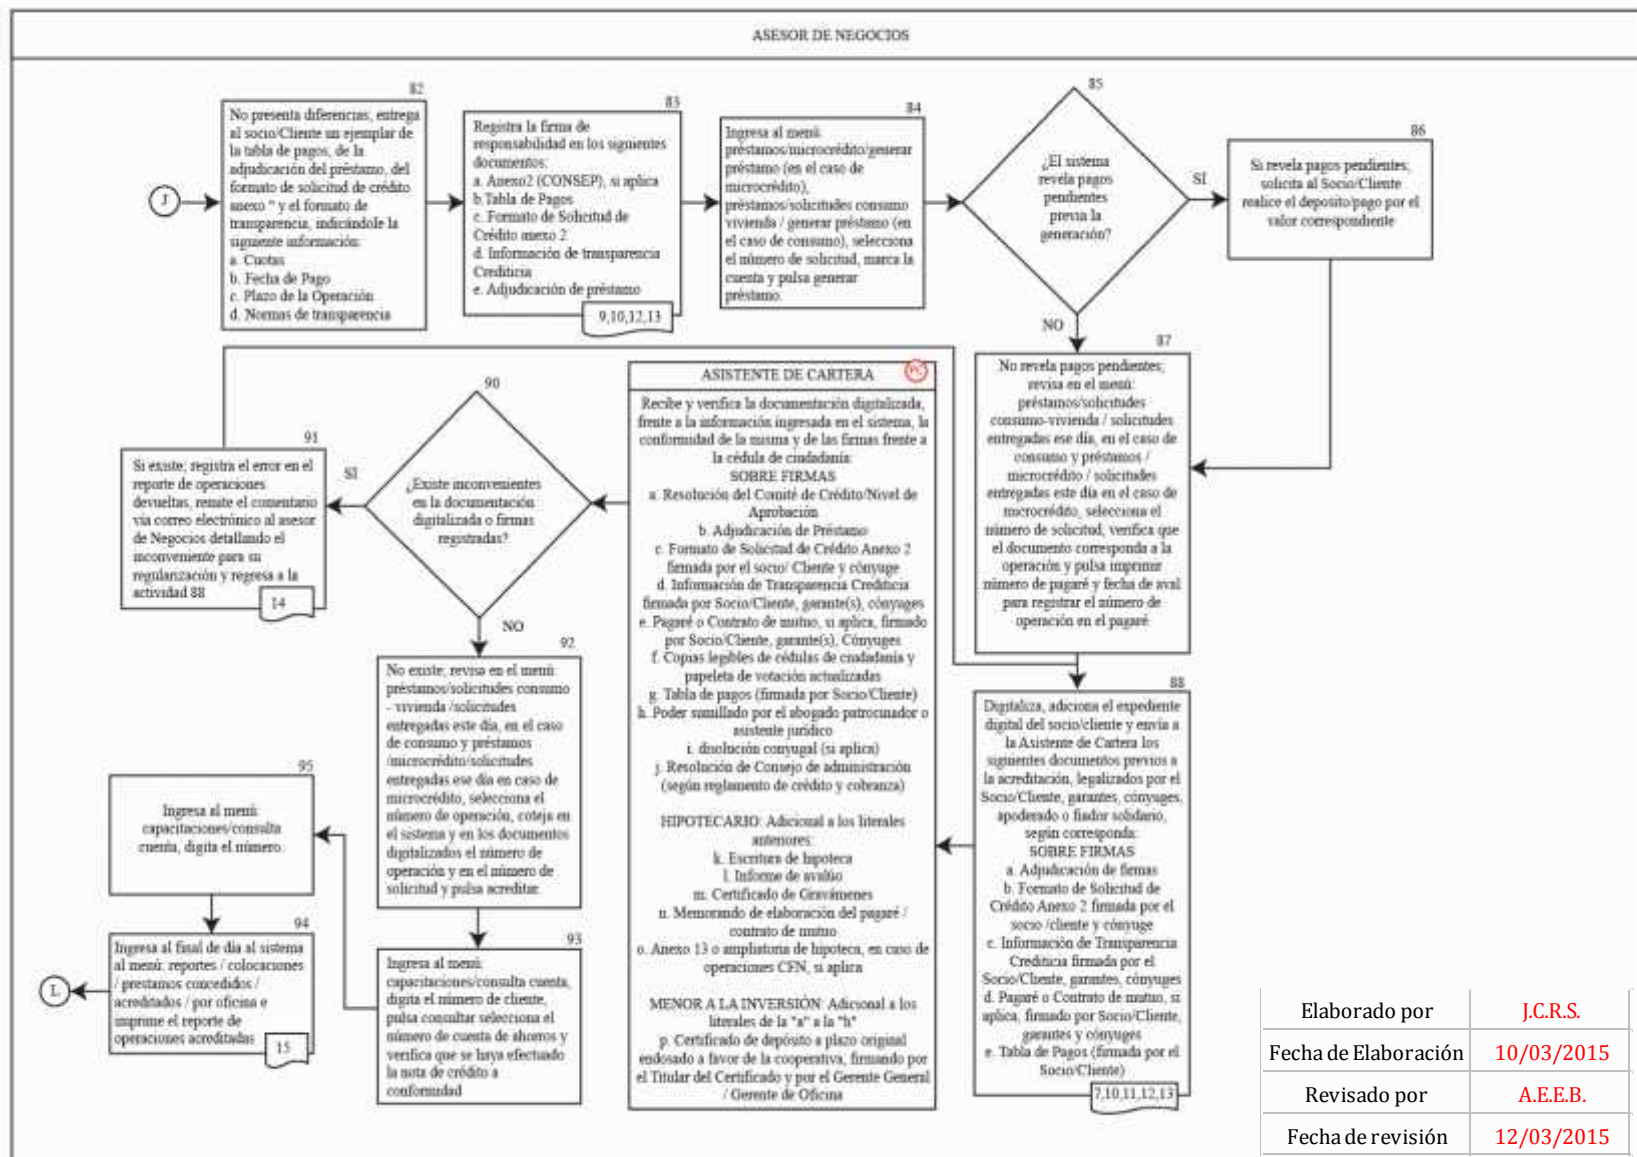 ASESOR DE NEGOCIOS
J
82
No presenta diferencias, entrega
al socio/Cliente un ejemplar de
la tabla de pagos, de la
adjudicación del préstamo, del
formato de solicitud de crédito
anexo " y el formato de
transparencia, indicándole la
siguiente información:
a. Cuotas
b. Fecha de Pago
c. Plazo de la Operación
d. Normas de transparencia
83
Registra la firma de
responsabilidad en los siguientes
documentos:
a. Anexo2 (CONSEP), si aplica
b.Tabla de Pagos
c. Formato de Solicitud de
Crédito anexo 2
d. Información de transparencia
Crediticia
e. Adjudicación de préstamo
9,10,12,13
84
Ingresa al menú:
préstamos/microcrédito/generar
préstamo (en el caso de
microcrédito),
préstamos/solicitudes consumo
vivienda / generar préstamo (en
el caso de consumo), selecciona
el número de solicitud, marca la
cuenta y pulsa generar
préstamo.
85
¿El sistema
revela pagos
pendientes
previa la
generación?
SI
NO
86
Si revela pagos pendientes,
solicita al Socio/Cliente
realice el deposito/pago por el
valor correspondiente
87
No revela pagos pendientes;
revisa en el menú:
préstamos/solicitudes
consumo-vivienda / solicitudes
entregadas ese día, en el caso de
consumo y préstamos /
microcrédito / solicitudes
entregadas este día en el caso de
microcrédito, selecciona el
número de solicitud, verifica que
el documento corresponda a la
operación y pulsa imprimir
número de pagaré y fecha de aval
para registrar el número de
operación en el pagaré
88
Digitaliza, adiciona el expediente
digital del socio/cliente y envía a
la Asistente de Cartera los
siguientes documentos previos a
la acreditación, legalizados por el
Socio/Cliente, garantes, cónyuges,
apoderado o fiador solidario,
según corresponda:
SOBRE FIRMAS
a. Adjudicación de firmas
b. Formato de Solicitud de
Crédito Anexo 2 firmada por el
socio /cliente y cónyuge
c. Información de Transparencia
Crediticia firmada por el
Socio/Cliente, garantes, cónyuges
d. Pagaré o Contrato de mutuo, si
aplica, firmado por Socio/Cliente,
garantes y cónyuges
e. Tabla de Pagos (firmada por el
Socio/Cliente)
7,10,11,12,13
ASISTENTE DE CARTERA
PC
Recibe y verifica la documentación digitalizada,
frente a la información ingresada en el sistema, la
conformidad de la misma y de las firmas frente a
la cédula de ciudadanía:
SOBRE FIRMAS
a. Resolución del Comité de Crédito/Nivel de
Aprobación
b. Adjudicación de Préstamo
c. Formato de Solicitud de Crédito Anexo 2
firmada por el socio/ Cliente y cónyuge
d. Información de Transparencia Crediticia
firmada por Socio/Cliente, garante(s), cónyuges
e. Pagaré o Contrato de mutuo, si aplica, firmado
por Socio/Cliente, garante(s), Cónyuges
f. Copias legibles de cédulas de ciudadanía y
papeleta de votación actualizadas
g. Tabla de pagos (firmada por Socio/Cliente)
h. Poder sumillado por el abogado patrocinador o
asistente jurídico
i. disolución conyugal (si aplica)
j. Resolución de Consejo de administración
(según reglamento de crédito y cobranza)
HIPOTECARIO: Adicional a los literales
anteriores:
k. Escritura de hipoteca
l. Informe de avalúo
m. Certificado de Gravámenes
n. Memorando de elaboración del pagaré /
contrato de mutuo
o. Anexo 13 o ampliatoria de hipoteca, en caso de
operaciones CFN, si aplica
MENOR A LA INVERSIÓN: Adicional a los
literales de la "a" a la "h"
p. Certificado de depósito a plazo original
endosado a favor de la cooperativa, firmando por
el Titular del Certificado y por el Gerente General
/ Gerente de Oficina
90
¿Existe inconvenientes
en la documentación
digitalizada o firmas
registradas?
SI
NO
91
Si existe; registra el error en el
reporte de operaciones
devueltas, remite el comentario
vía correo electrónico al asesor
de Negocios detallando el
inconveniente para su
regularización y regresa a la
actividad 88
14
92
No existe; revisa en el menú:
préstamos/solicitudes consumo
- vivienda /solicitudes
entregadas este día, en el caso
de consumo y préstamos
/microcrédito/solicitudes
entregadas ese día en caso de
microcrédito, selecciona el
número de operación, coteja en
el sistema y en los documentos
digitalizados el número de
operación y en el número de
solicitud y pulsa acreditar.
93
Ingresa al menú:
capacitaciones/consulta cuenta,
digita el número de cliente,
pulsa consultar selecciona el
número de cuenta de ahorros y
verifica que se haya efectuado
la nota de crédito a
conformidad
95
Ingresa al menú:
capacitaciones/consulta
cuenta, digita el número.
94
Ingresa al final de día al sistema
al menú: reportes / colocaciones
/ prestamos concedidos /
acreditados / por oficina e
imprime el reporte de
operaciones acreditadas
15
L
Elaborado por J.C.R.S.
Fecha de Elaboración 10/03/2015
Revisado por A.E.E.B.
Fecha de revisión 12/03/2015